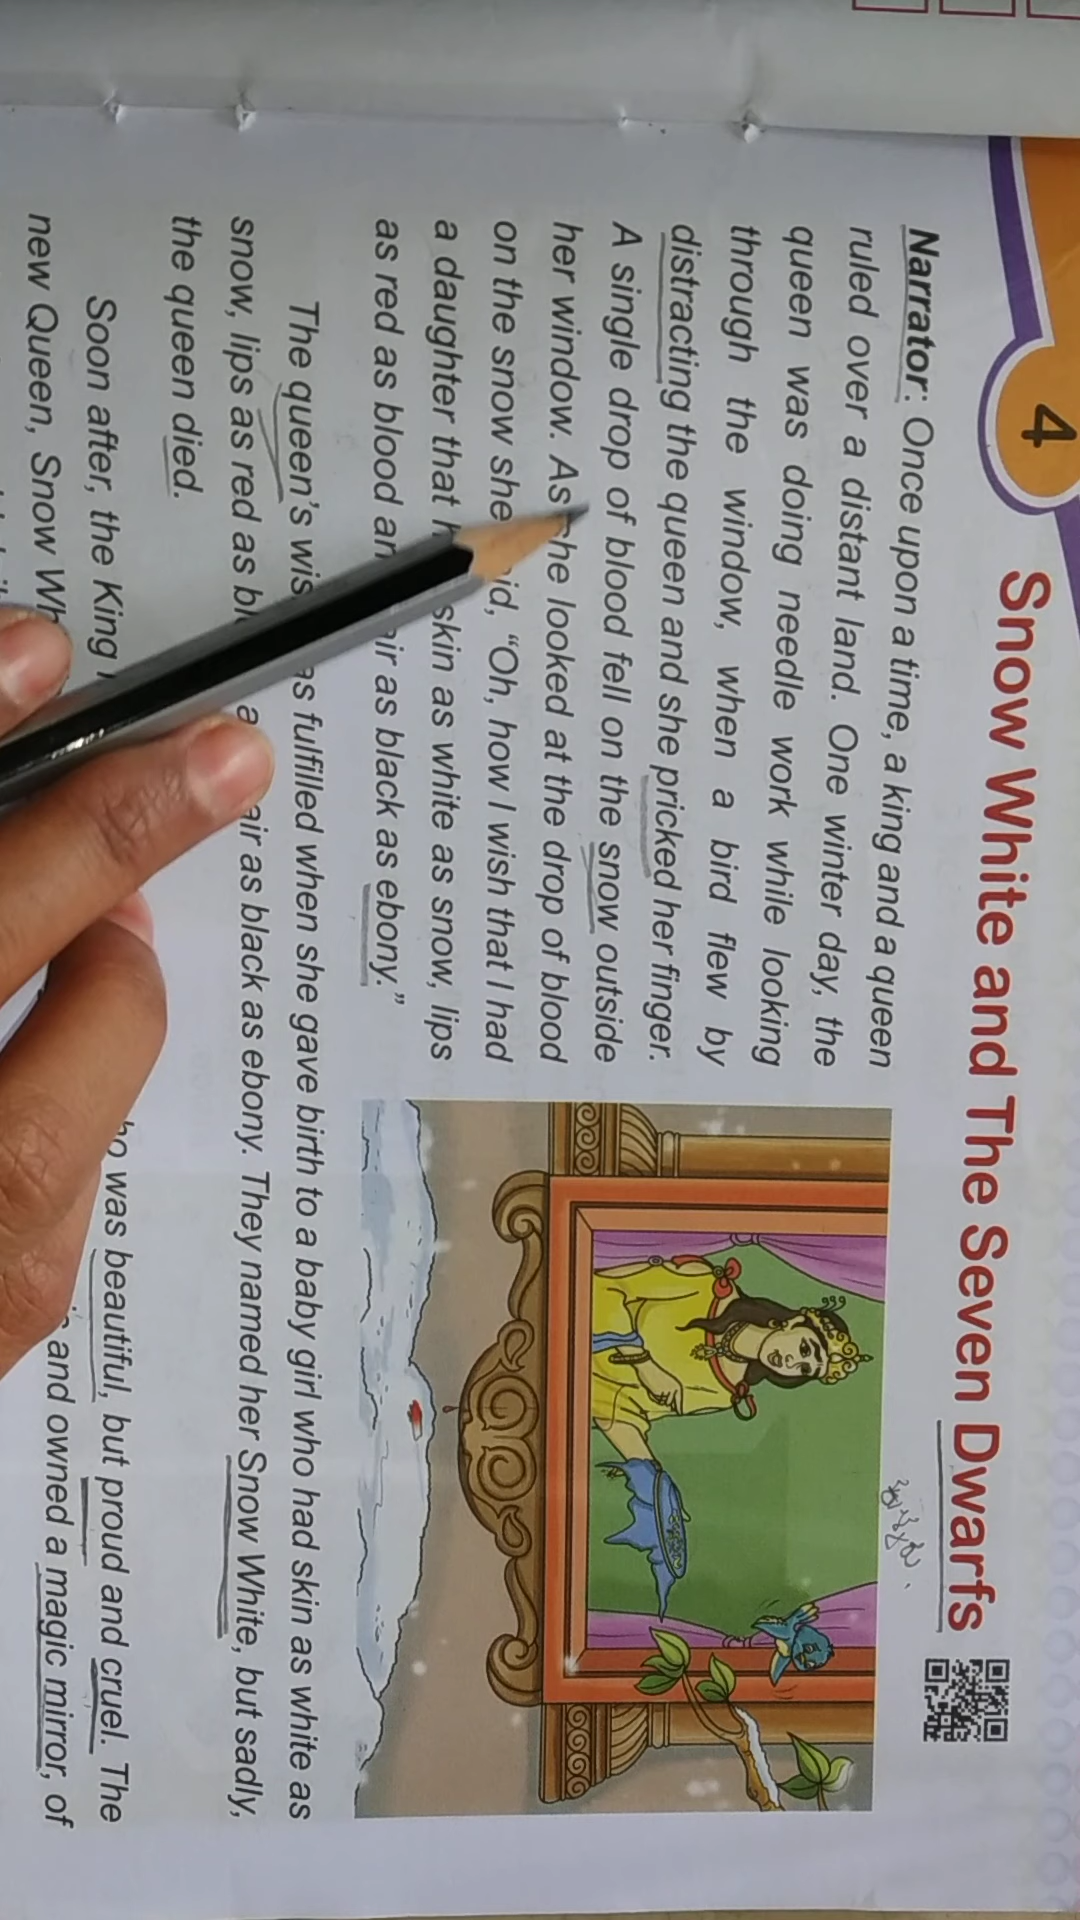 4
Snow White and The Seven Dwarfs
Narrator: Once upon a time, a king and a queen
ruled over a distant land. One winter day, the
queen was doing needle work while looking
through the window, when a bird flew by
distracting the queen and she pricked her finger.
A single drop of blood fell on the snow outside
her window. As she looked at the drop of blood
on the snow she "Oh, how I wish that I had
a daughter that skin as white as snow, lips
as red as blood as black as ebony."
The queen's fulfilled when she gave birth to a baby girl who had skin as white as
snow, lips as red as as black as ebony. They named her Snow White, but sadly,
the queen died.
Soon after, the King was beautiful, but proud and cruel. The
new Queen, Snow and owned a magic mirror, of